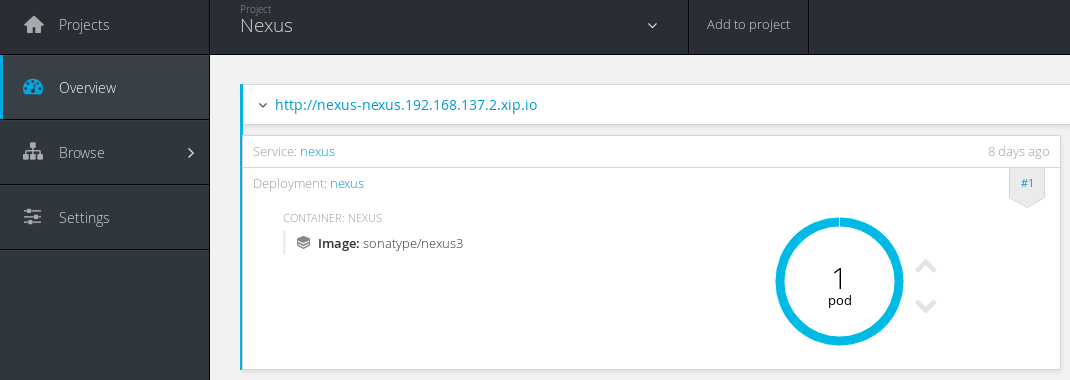 Projects
Project
Nexus
Add to project
Overview
Browse
Settings
http://nexus-nexus.192.168.137.2.xip.io
Service: nexus
8 days ago
Deployment: nexus
#1
CONTAINER: NEXUS
Image: sonatype/nexus3
1
pod